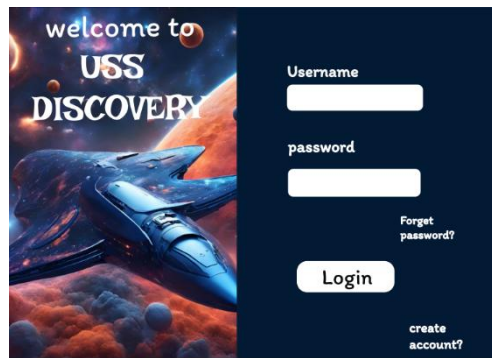 welcome to
USS
DISCOVERY
Username
password
Forget
password?
Login
create
account?